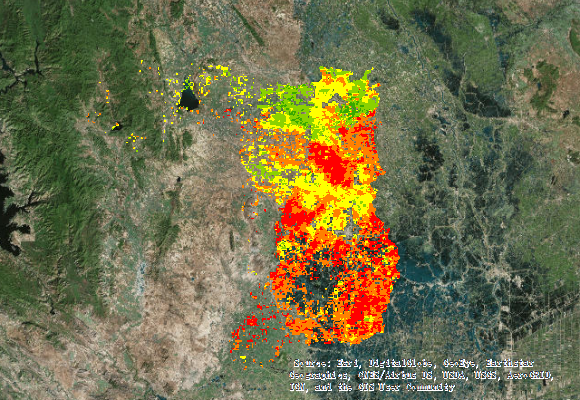 Source: Esri, DigitalGlobe, GeoEye, Earthstar
Geographics, CNES/Airbus DS, USDA, USGS, AeroGRID,
IGN, and the GIS User Community